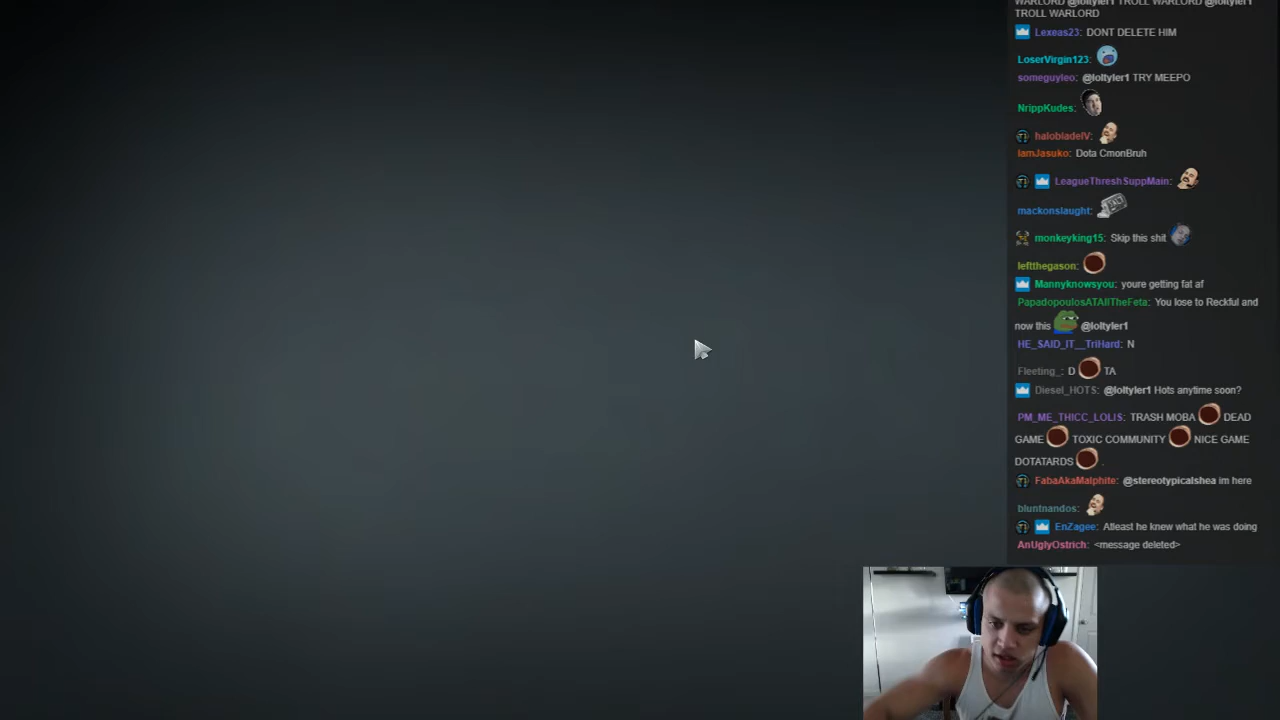 WARLORD @loltyler1 TROLL WARLORD @loltyler1
TROLL WARLORD
Lexeas23: DONT DELETE HIM
LoserVirgin123:
someguyleo: @loltyler1 TRY MEEPO
NrippKudes:
halobladeIV:
IamJasuko: Dota CmonBruh
LeagueThreshSuppMain:
mackonslaught:
monkeyking15: Skip this shit
leftthegason:
Mannyknowsyou: youre getting fat af
PapadopoulosATAllTheFeta: You lose to Reckful and
now this @loltyler1
HE_SAID_IT__TriHard: N
Fleeting_: D TA
Diesel_HOTS: @loltyler1 Hots anytime soon?
PM_ME_THICC_LOLIS: TRASH MOBA DEAD
GAME TOXIC COMMUNITY NICE GAME
DOTATARDS .
FabaAkaMalphite: @stereotypicalshea im here
bluntnandos:
EnZagee: Atleast he knew what he was doing
AnUglyOstrich: <message deleted>